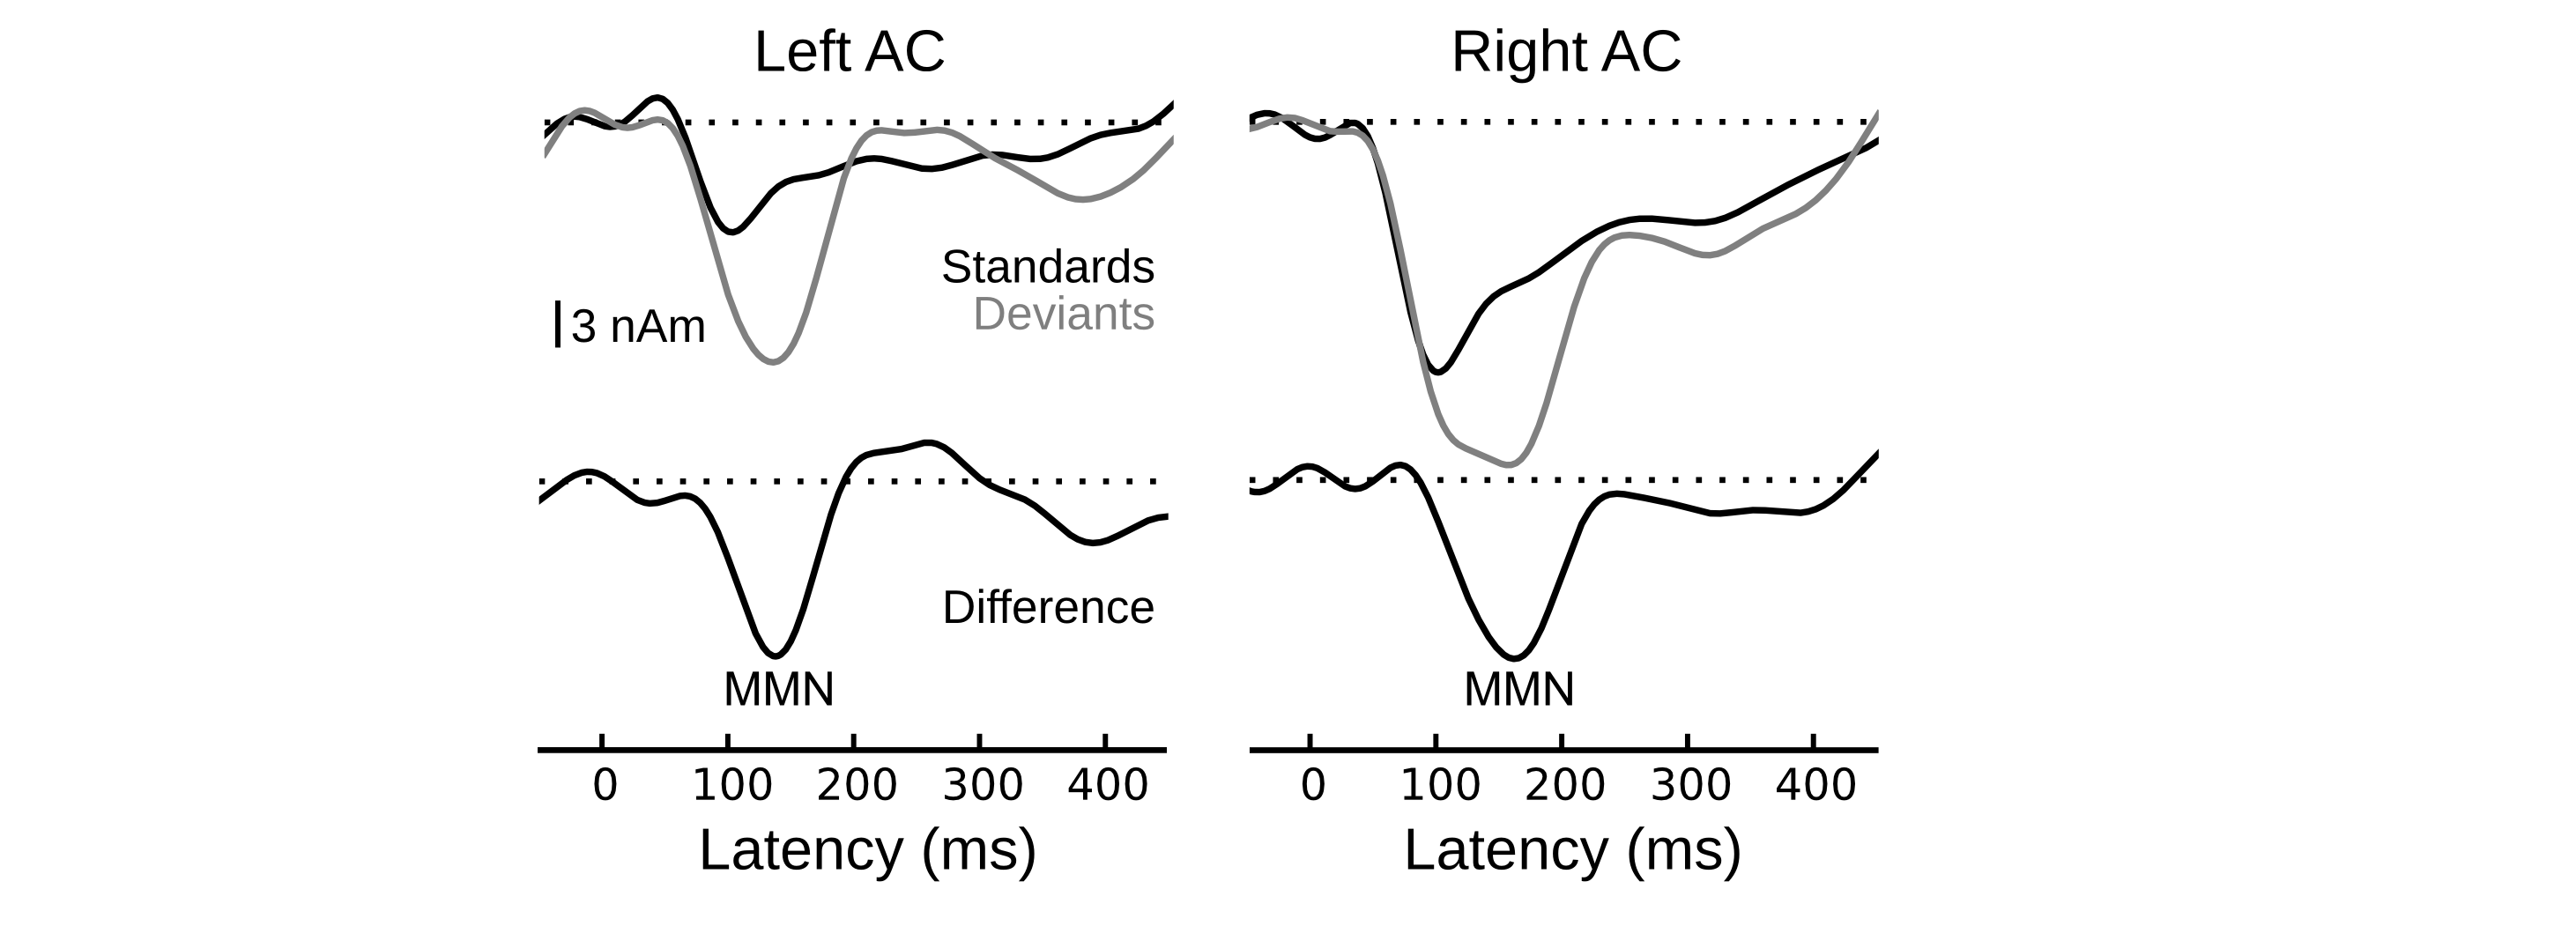 Left AC
Right AC
Standards
Deviants
3 nAm
Difference
MMN
MMN
0 100 200 300 400
0 100 200 300 400
Latency (ms)
Latency (ms)